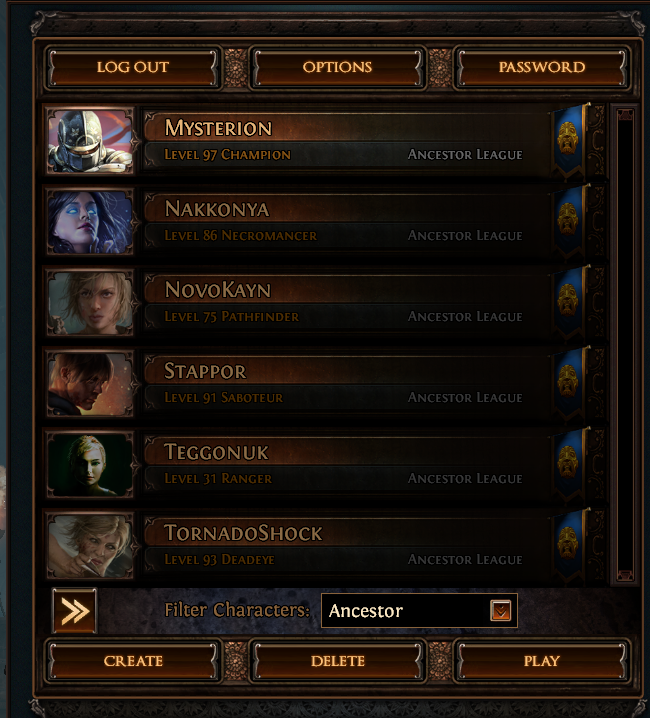 LOG OUT OPTIONS PASSWORD
Mysterion
Level 97 Champion Ancestor League
Nakkonya
Level 86 Necromancer Ancestor League
NovoKayn
Level 75 Pathfinder Ancestor League
Stappor
Level 91 Saboteur Ancestor League
Teggonuk
Level 31 Ranger Ancestor League
TornadoShock
Level 93 Deadeye Ancestor League
Filter Characters: Ancestor
CREATE DELETE PLAY